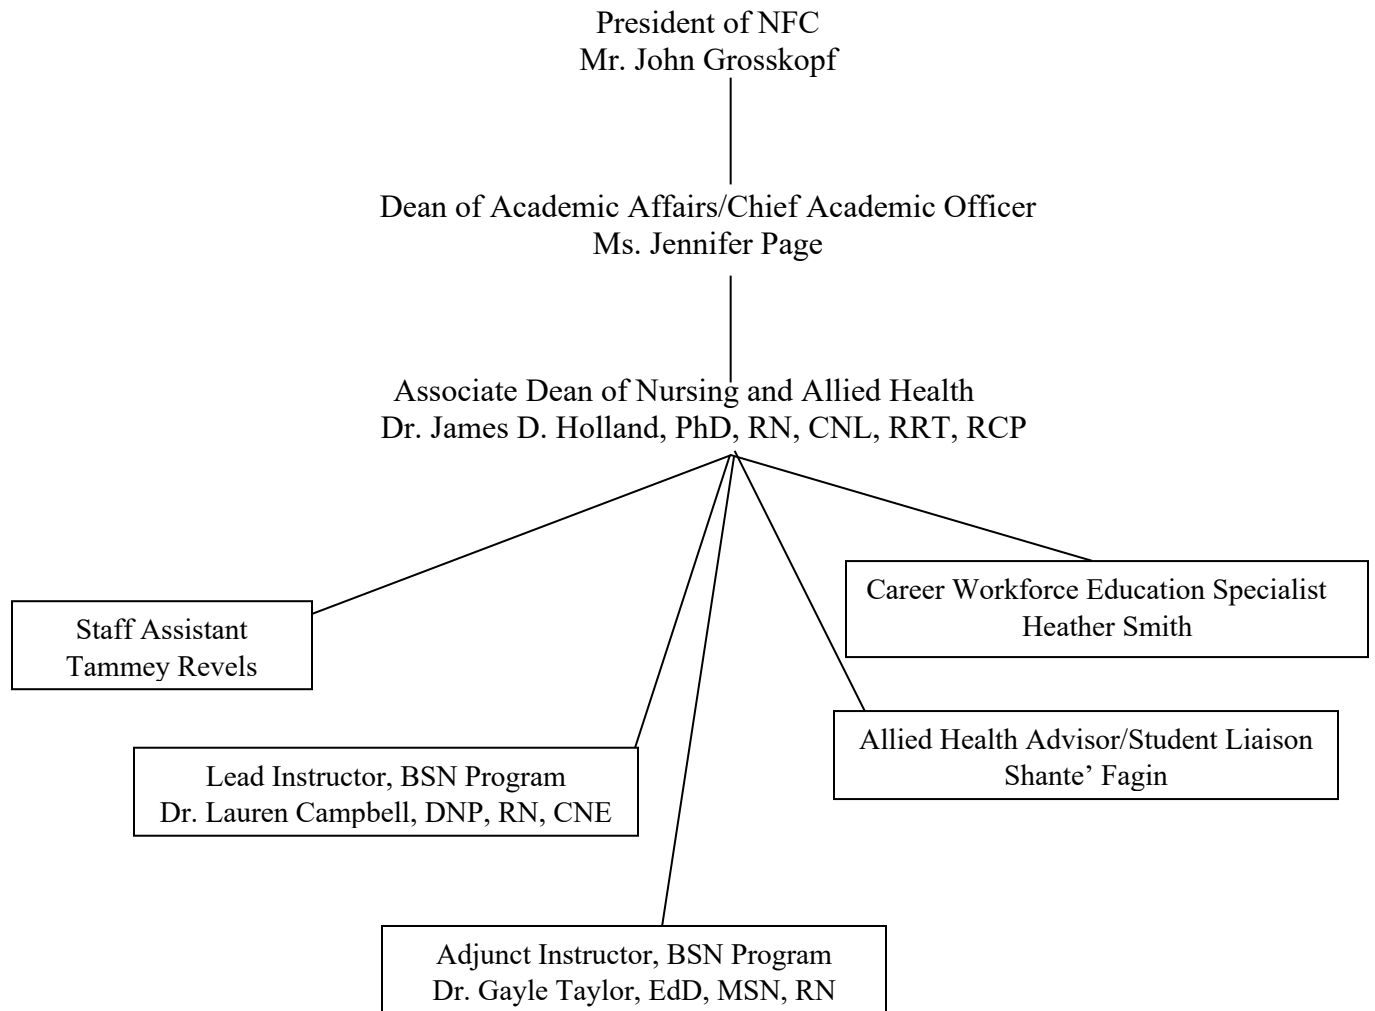 President of NFC
Mr. John Grosskopf
Dean of Academic Affairs/Chief Academic Officer
Ms. Jennifer Page
Associate Dean of Nursing and Allied Health
Dr. James D. Holland, PhD, RN, CNL, RRT, RCP
Career Workforce Education Specialist
Heather Smith
Staff Assistant
Tammey Revels
Allied Health Advisor/Student Liaison
Shante’ Fagin
Lead Instructor, BSN Program
Dr. Lauren Campbell, DNP, RN, CNE
Adjunct Instructor, BSN Program
Dr. Gayle Taylor, EdD, MSN, RN